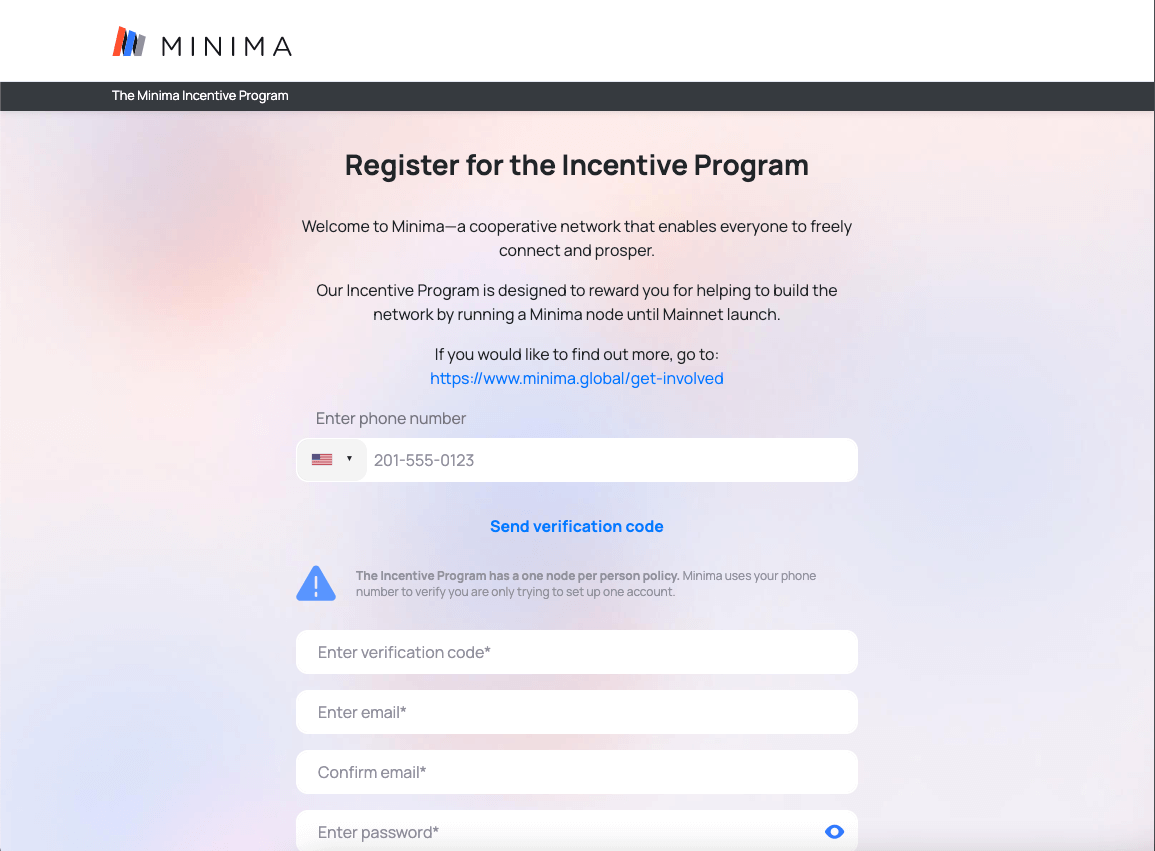 MINIMA
The Minima Incentive Program
Register for the Incentive Program
Welcome to Minima—a cooperative network that enables everyone to freely
connect and prosper.
Our Incentive Program is designed to reward you for helping to build the
network by running a Minima node until Mainnet launch.
If you would like to find out more, go to:
https://www.minima.global/get-involved
Enter phone number
201-555-0123
Send verification code
The Incentive Program has a one node per person policy. Minima uses your phone
number to verify you are only trying to set up one account.
Enter verification code*
Enter email*
Confirm email*
Enter password*